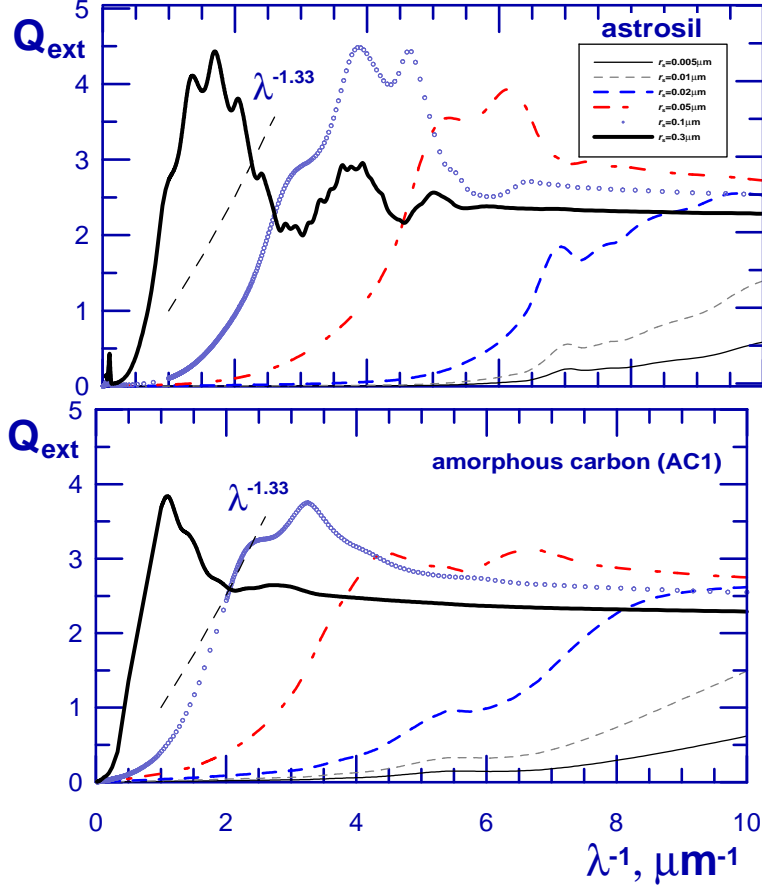 5
Q_ext
astrosil
r_s=0.005μm
r_s=0.01μm
r_s=0.02μm
r_s=0.05μm
r_s=0.1μm
r_s=0.3μm
4
λ^-1.33
3
2
1
0
5
Q_ext
amorphous carbon (AC1)
4
λ^-1.33
3
2
1
0
0 2 4 6 8 10
λ^-1, μm^-1